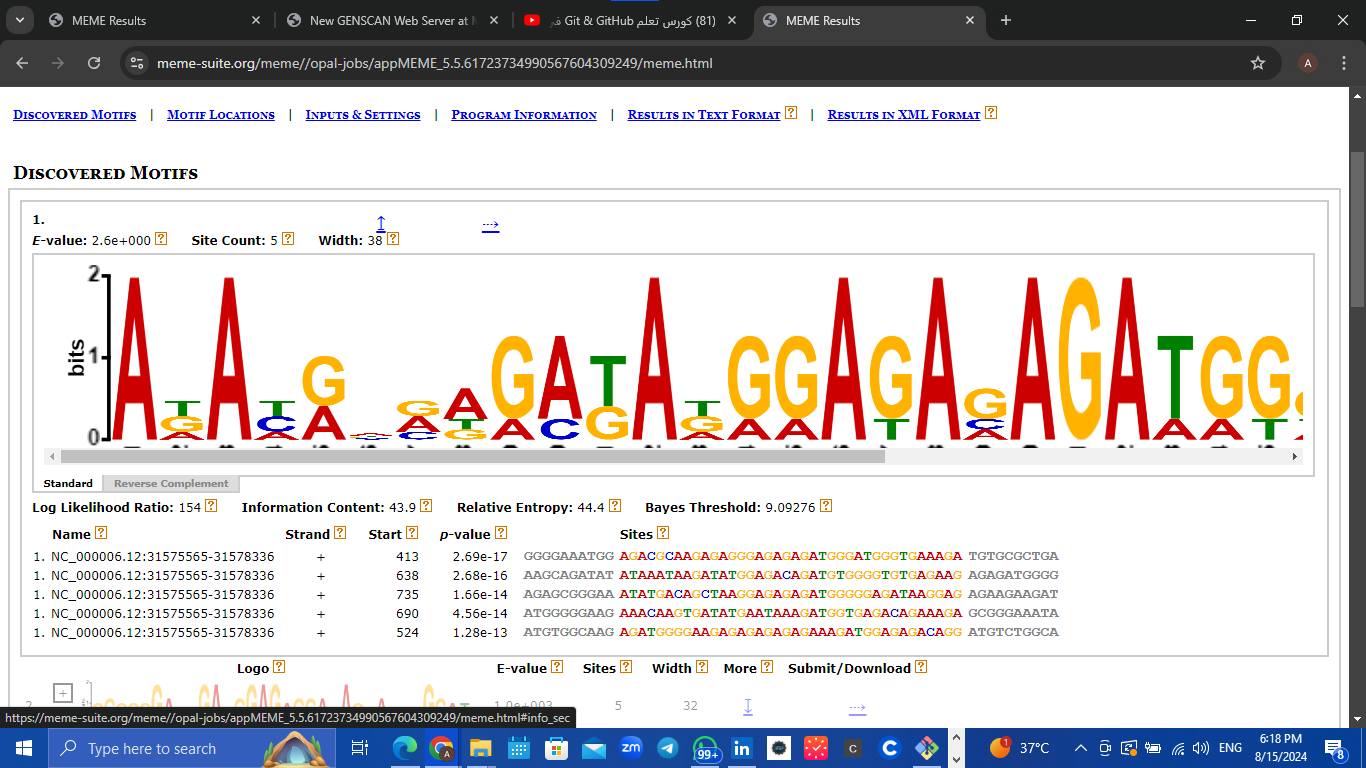 MEME Results
New GENSCAN Web Server at
(81) كورس تعلم Git & GitHub
MEME Results
meme-suite.org/meme//opal-jobs/appMEME_5.5.61723734990567604309249/meme.html
A
DISCOVERED MOTIFS | MOTIF LOCATIONS | INPUTS & SETTINGS | PROGRAM INFORMATION | RESULTS IN TEXT FORMAT ? | RESULTS IN XML FORMAT ?
DISCOVERED MOTIFS
1.
E-value: 2.6e+000 ? Site Count: 5 ? Width: 38 ?
2
bits
1
0
Standard Reverse Complement
Log Likelihood Ratio: 154 ? Information Content: 43.9 ? Relative Entropy: 44.4 ? Bayes Threshold: 9.09276 ?
Name ? Strand ? Start ? p-value ? Sites ?
1. NC_000006.12:31575565-31578336 + 413 2.69e-17 GGGGAAATGG AGACGCAAGAGAGGGAGAGAGATGGGATGGGTGAAAGA TGTGCGCTGA
1. NC_000006.12:31575565-31578336 + 638 2.68e-16 AAGCAGATAT ATAAATAAGATATGGAGACAGATGTGGGGTGTGAGAAG AGAGATGGGG
1. NC_000006.12:31575565-31578336 + 735 1.66e-14 AGAGCGGGAA ATATGACAGCTAAGGAGAGAGATGGGGGAGATAAGGAG AGAAGAAGAT
1. NC_000006.12:31575565-31578336 + 690 4.56e-14 ATGGGGGAAG AAACAAGTGATATGAATAAAGATGGTGAGACAGAAAGA GCGGGAAATA
1. NC_000006.12:31575565-31578336 + 524 1.28e-13 ATGTGGCAAG AGATGGGGAAGAGAGAGAGAGAAAGATGGAGAGACAGG ATGTCTGGCA
Logo ? E-value ? Sites ? Width ? More ? Submit/Download ?
2. 1.0e+003 5 32
https://meme-suite.org/meme//opal-jobs/appMEME_5.5.61723734990567604309249/meme.html#info_sec
Type here to search
zm
99+
in
C
C
1
37°C
ENG
6:18 PM
8/15/2024
8